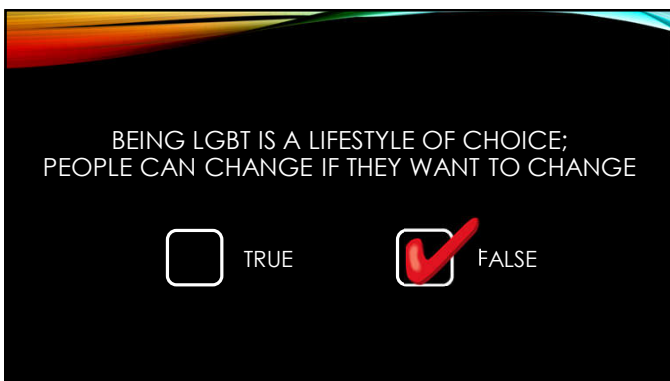 BEING LGBT IS A LIFESTYLE OF CHOICE;
PEOPLE CAN CHANGE IF THEY WANT TO CHANGE
TRUE
FALSE